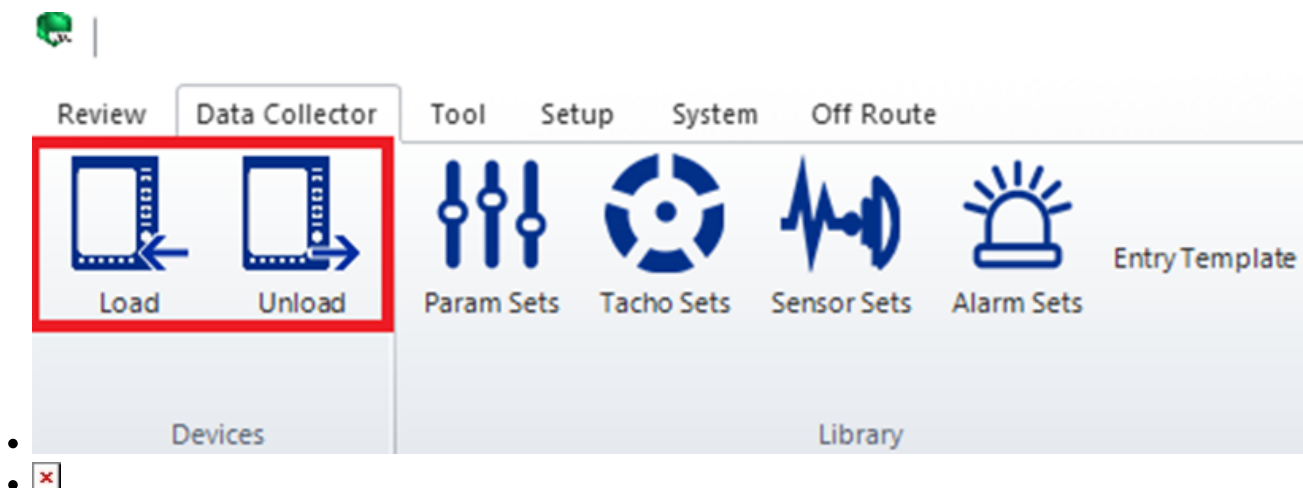 Review Data Collector Tool Setup System Off Route
Load Unload Param Sets Tacho Sets Sensor Sets Alarm Sets Entry Template
Devices Library